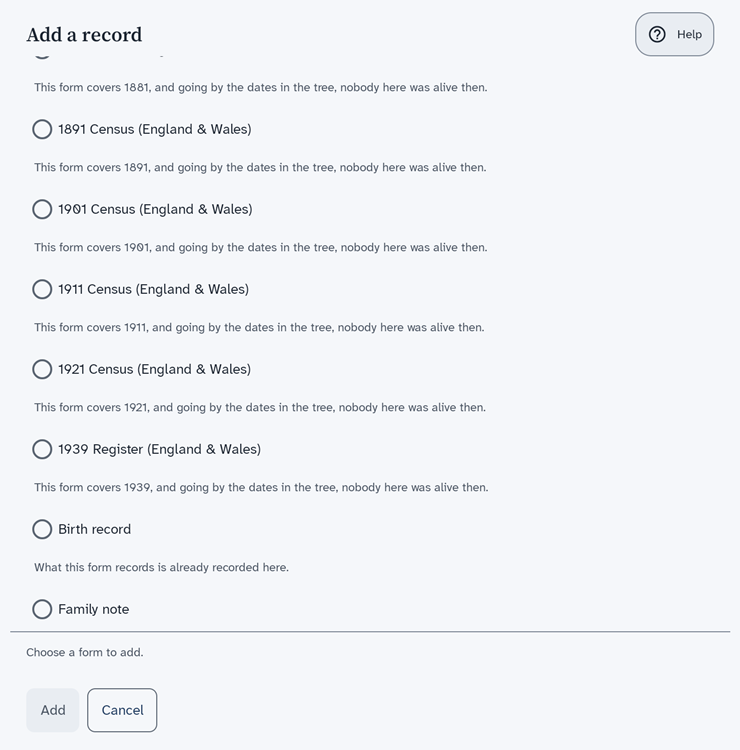 Add a record
Help
This form covers 1881, and going by the dates in the tree, nobody here was alive then.
1891 Census (England & Wales)
This form covers 1891, and going by the dates in the tree, nobody here was alive then.
1901 Census (England & Wales)
This form covers 1901, and going by the dates in the tree, nobody here was alive then.
1911 Census (England & Wales)
This form covers 1911, and going by the dates in the tree, nobody here was alive then.
1921 Census (England & Wales)
This form covers 1921, and going by the dates in the tree, nobody here was alive then.
1939 Register (England & Wales)
This form covers 1939, and going by the dates in the tree, nobody here was alive then.
Birth record
What this form records is already recorded here.
Family note
Choose a form to add.
Add
Cancel